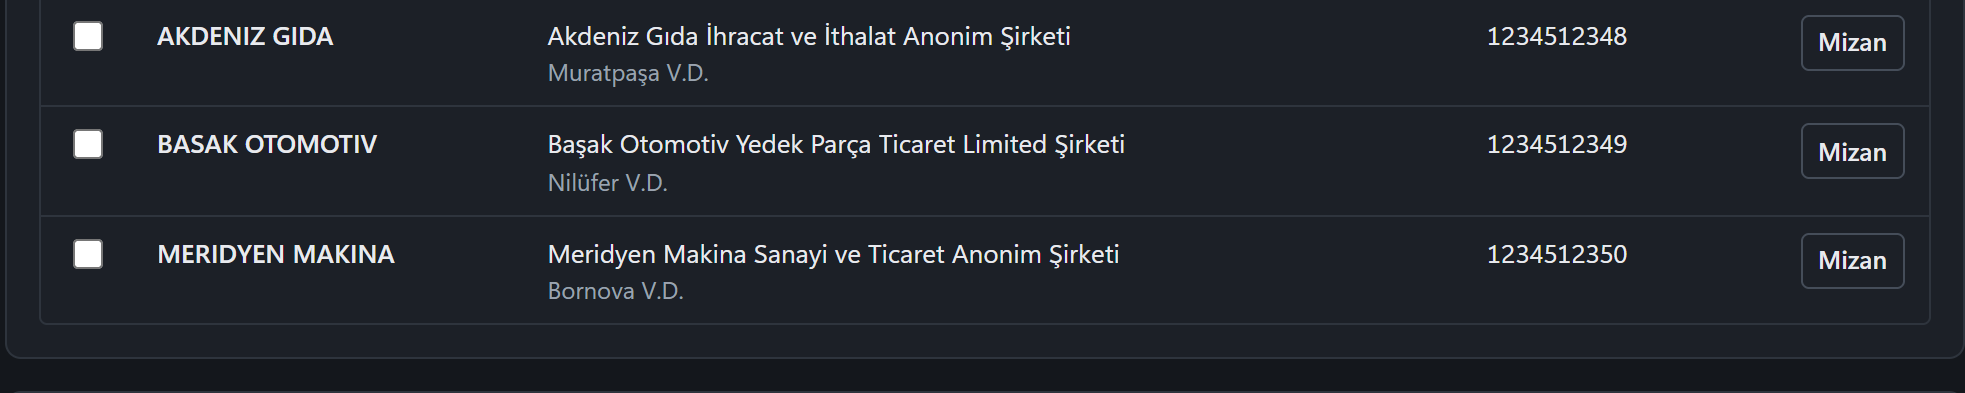 AKDENIZ GIDA Akdeniz Gıda İhracat ve İthalat Anonim Şirketi 1234512348 Mizan
Muratpaşa V.D.
BASAK OTOMOTIV Başak Otomotiv Yedek Parça Ticaret Limited Şirketi 1234512349 Mizan
Nilüfer V.D.
MERIDYEN MAKINA Meridyen Makina Sanayi ve Ticaret Anonim Şirketi 1234512350 Mizan
Bornova V.D.